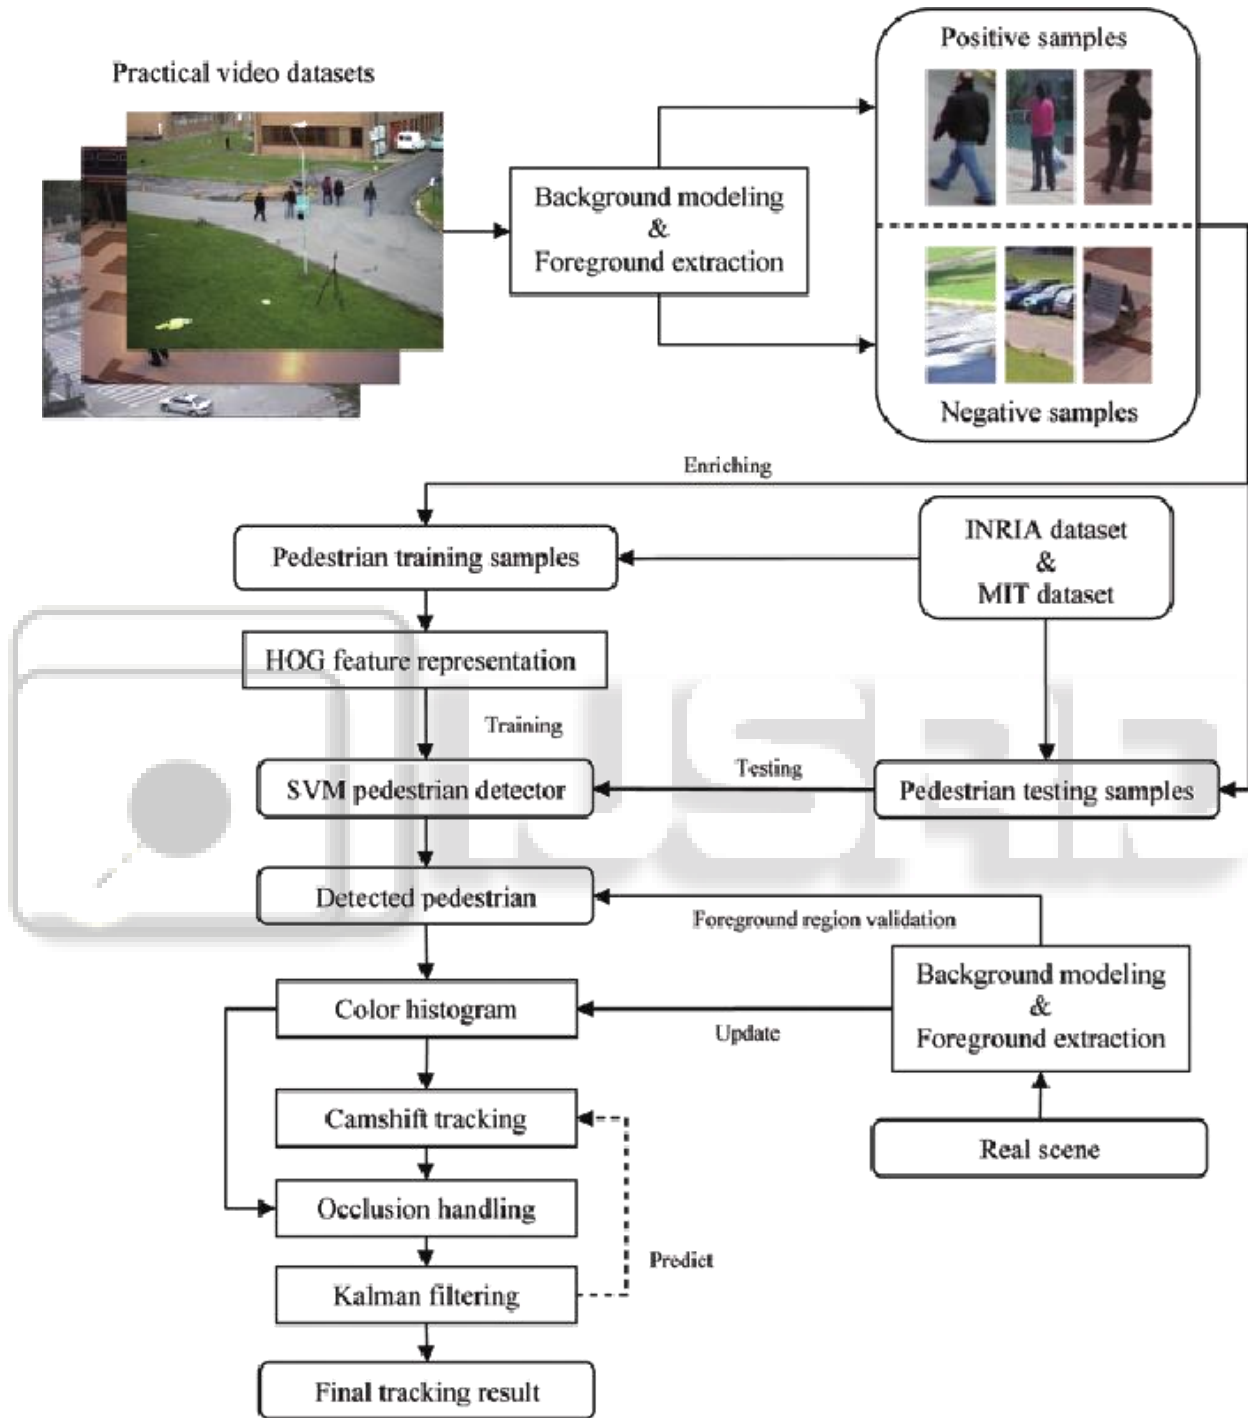 Practical video datasets
Positive samples
Background modeling
&
Foreground extraction
Negative samples
Enriching
Pedestrian training samples
INRIA dataset
&
MIT dataset
HOG feature representation
Training
SVM pedestrian detector
Testing
Pedestrian testing samples
Detected pedestrian
Foreground region validation
Background modeling
&
Foreground extraction
Color histogram
Update
Camshift tracking
Real scene
Occlusion handling
Predict
Kalman filtering
Final tracking result